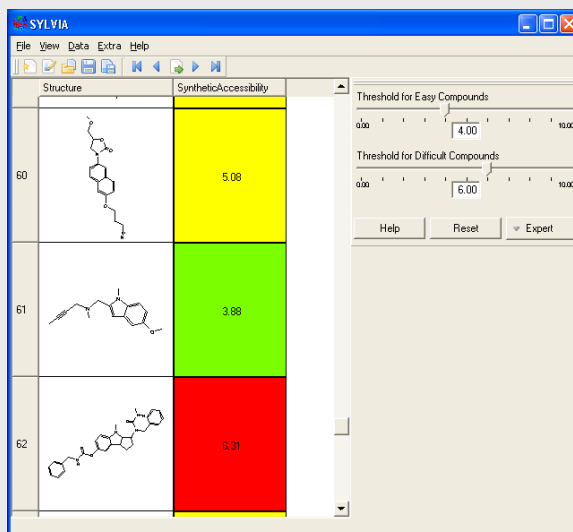 SYLVIA
File View Data Extra Help
Structure SyntheticAccessibility
60 5.08
61 3.88
62 6.31
Threshold for Easy Compounds
0.00 10.00
4.00
Threshold for Difficult Compounds
0.00 10.00
6.00
Help Reset Expert